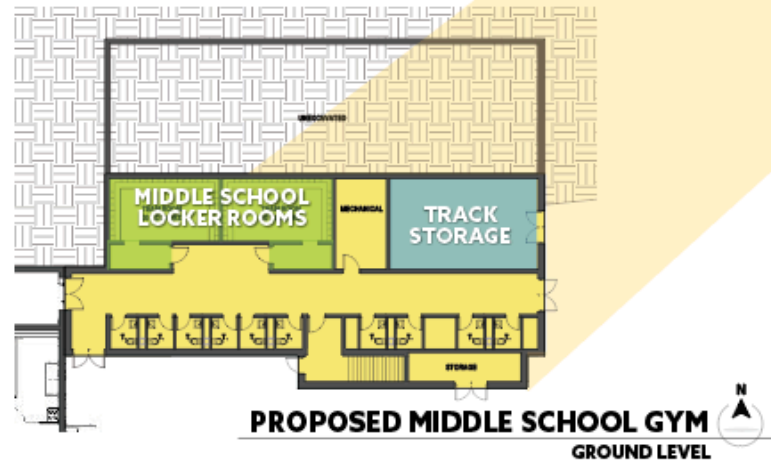 UNEXCAVATED
MIDDLE SCHOOL
LOCKER ROOMS
MECHANICAL
TRACK
STORAGE
STORAGE
N
PROPOSED MIDDLE SCHOOL GYM
GROUND LEVEL